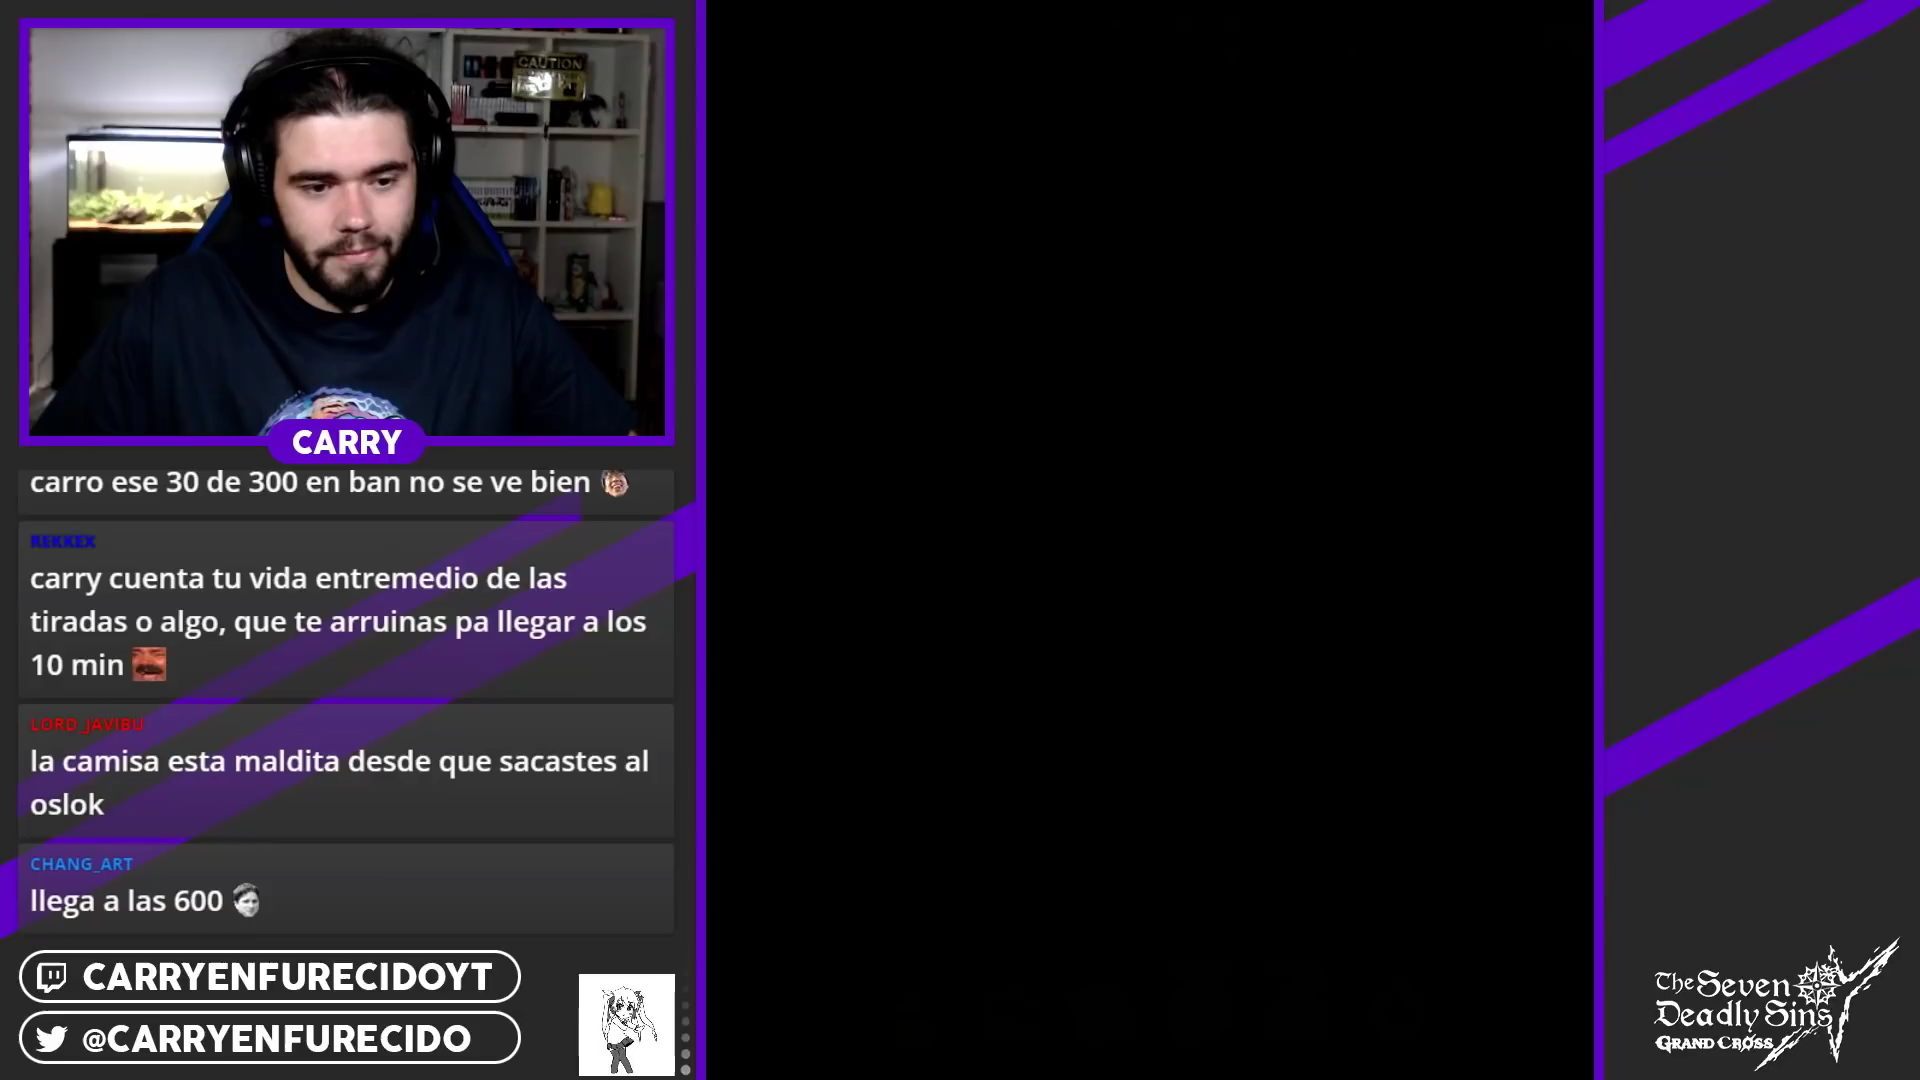 CAUTION
CARRY
carro ese 30 de 300 en ban no se ve bien
REKKEX
carry cuenta tu vida entremedio de las
tiradas o algo, que te arruinas pa llegar a los
10 min
LORD_JAVIBU
la camisa esta maldita desde que sacastes al
oslok
CHANG_ART
llega a las 600
CARRYENFURECIDOYT
@CARRYENFURECIDO
The Seven
Deadly Sins
GRAND CROSS